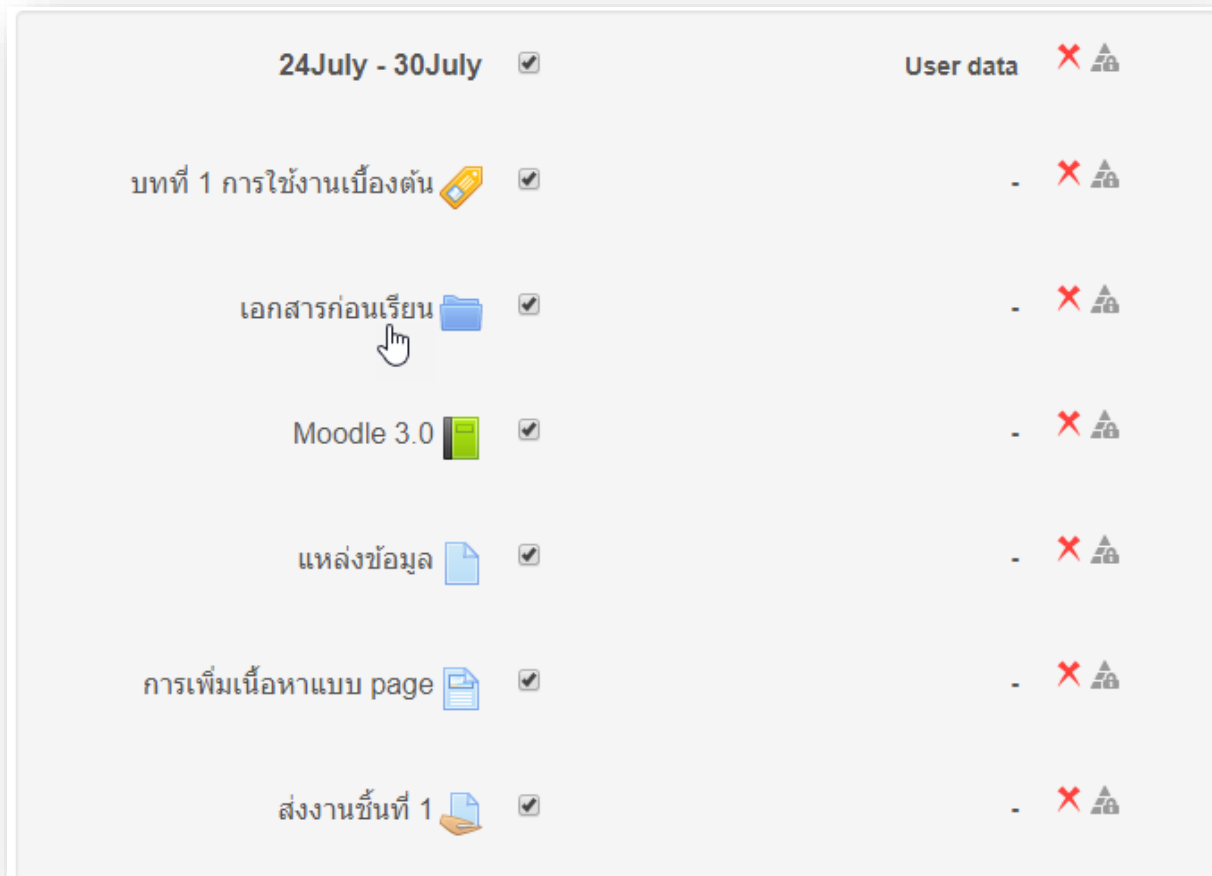 24July - 30July User data
บทที่ 1 การใช้งานเบื้องต้น -
เอกสารก่อนเรียน -
Moodle 3.0 -
แหล่งข้อมูล -
การเพิ่มเนื้อหาแบบ page -
ส่งงานชิ้นที่ 1 -